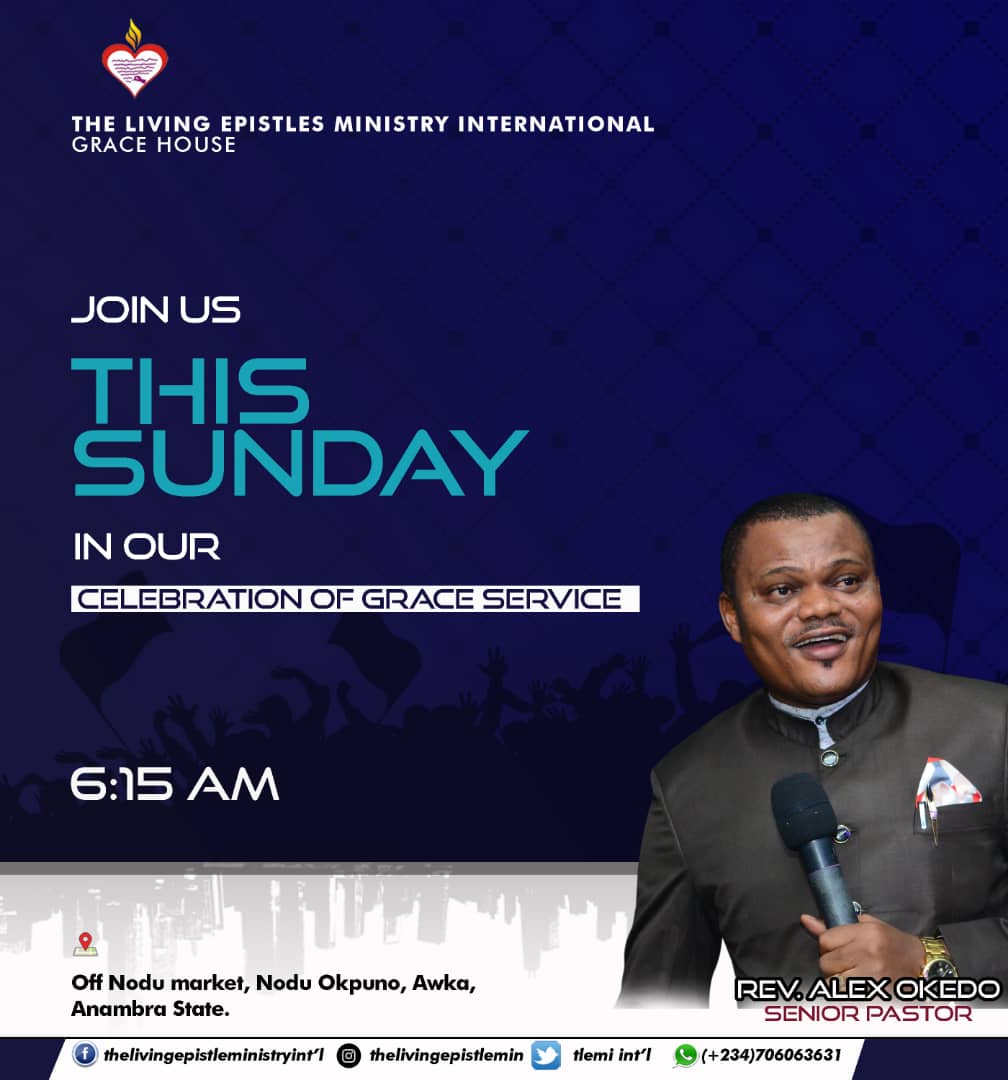 THE LIVING EPISTLES MINISTRY INTERNATIONAL
GRACE HOUSE
JOIN US
THIS
SUNDAY
IN OUR
CELEBRATION OF GRACE SERVICE
6:15 AM
Off Nodu market, Nodu Okpuno, Awka,
Anambra State.
REV. ALEX OKEDO
SENIOR PASTOR
thelivingepistleministryint'l thelivingepistlemin tlemi int'l (+234)706063631